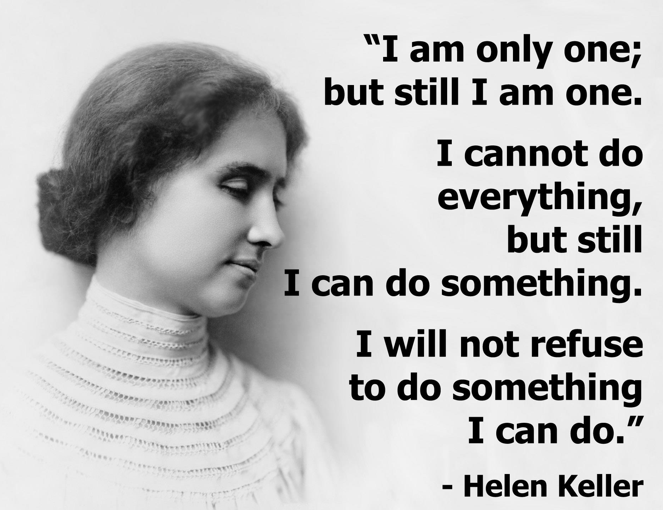 “I am only one;
but still I am one.
I cannot do
everything,
but still
I can do something.
I will not refuse
to do something
I can do.”
- Helen Keller